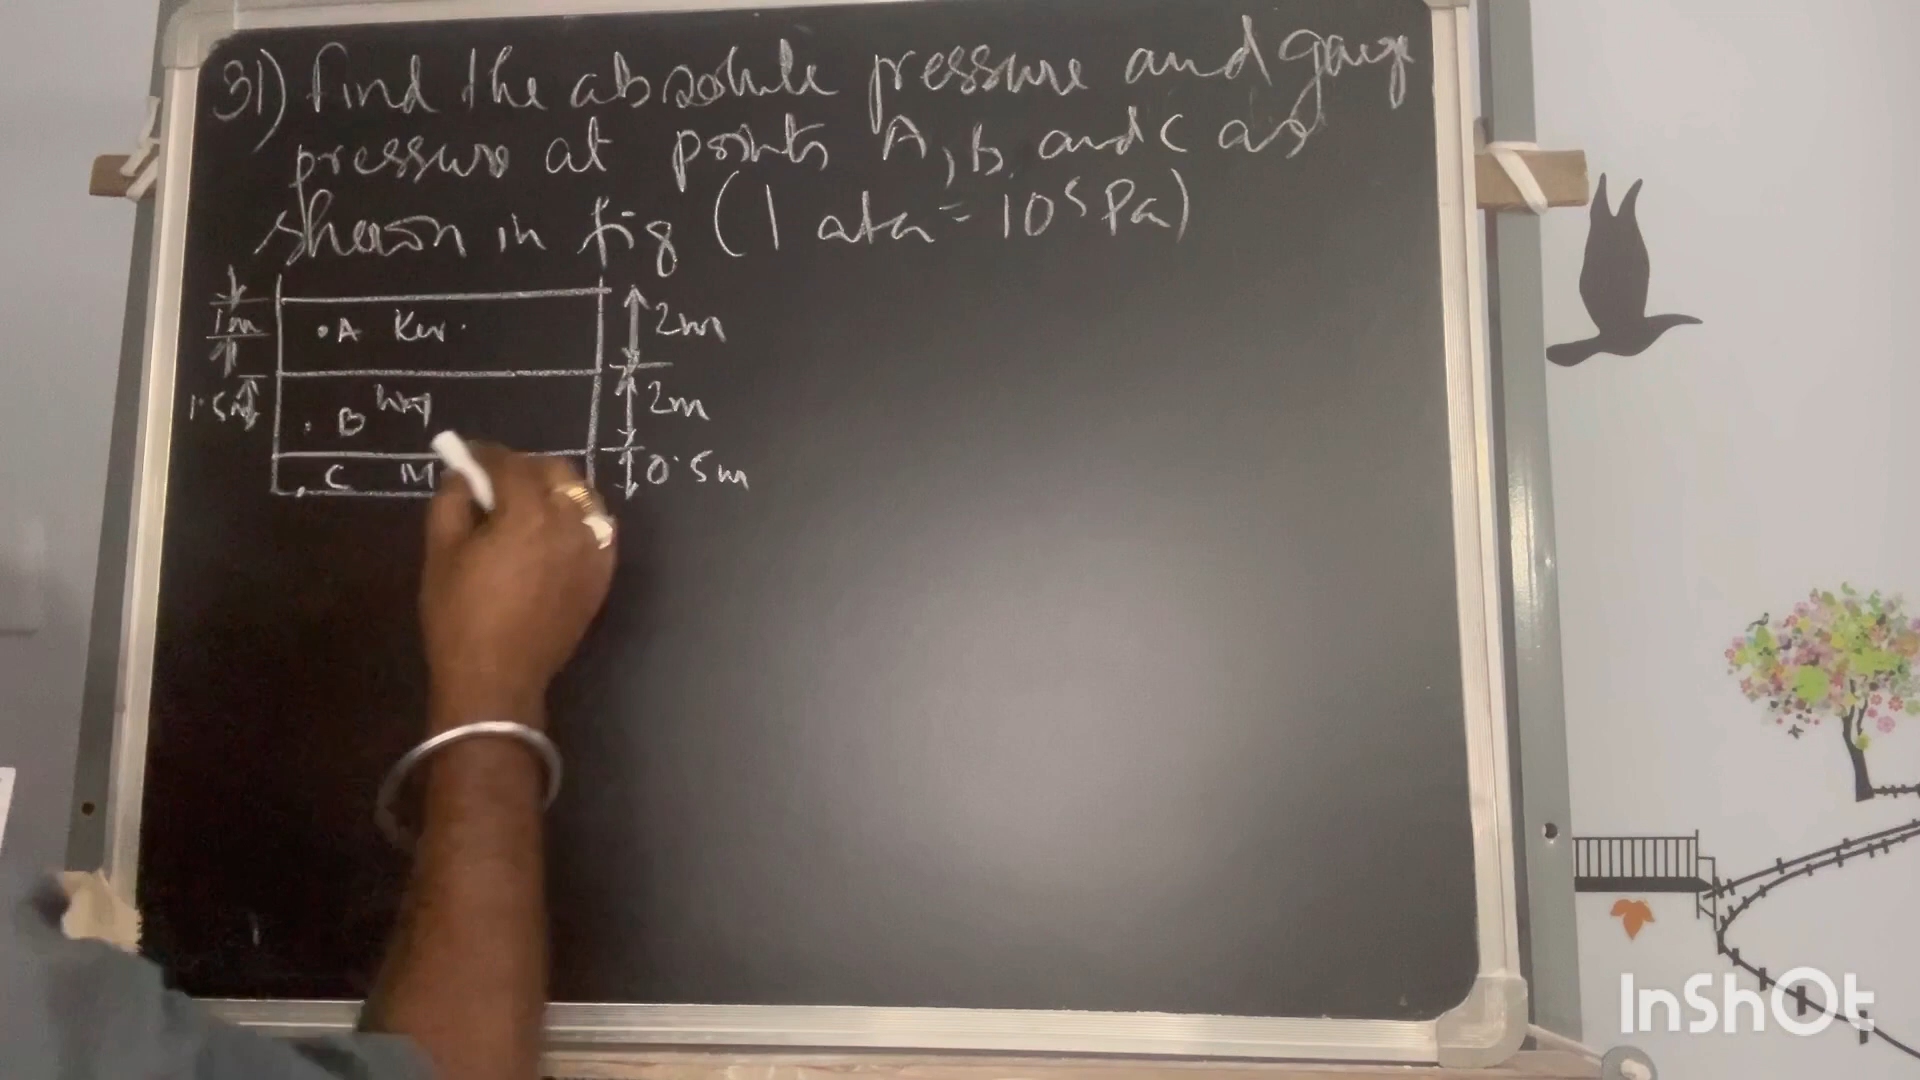 31) Find the absolute pressure and gauge
pressure at points A, B and C as
shown in fig (1 atm = 10⁵ Pa)
1m
A Ker.
2m
1.5m
B
2m
C M
0.5m
InShOt